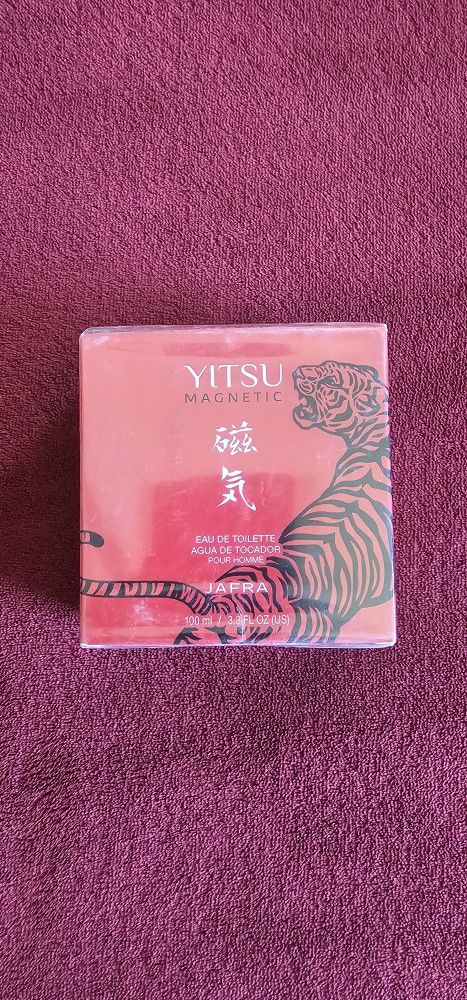 YITSU
MAGNETIC
磁
気
EAU DE TOILETTE
AGUA DE TOCADOR
POUR HOMME
JAFRA
100 ml / 3.3 FL OZ (US)